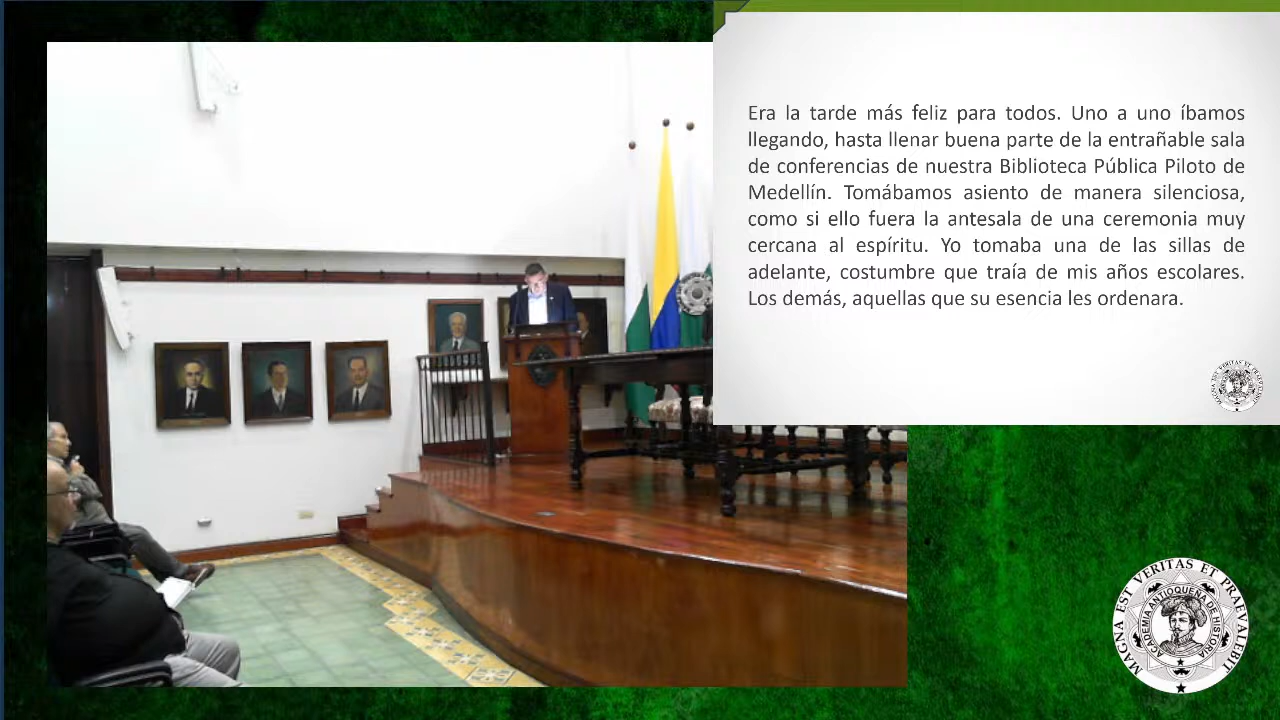 Era la tarde más feliz para todos. Uno a uno íbamos
llegando, hasta llenar buena parte de la entrañable sala
de conferencias de nuestra Biblioteca Pública Piloto de
Medellín. Tomábamos asiento de manera silenciosa,
como si ello fuera la antesala de una ceremonia muy
cercana al espíritu. Yo tomaba una de las sillas de
adelante, costumbre que traía de mis años escolares.
Los demás, aquellas que su esencia les ordenara.
MAGNA EST VERITAS ET PRAEVALEBIT
ACADEMIA ANTIOQUEÑA DE HISTORIA